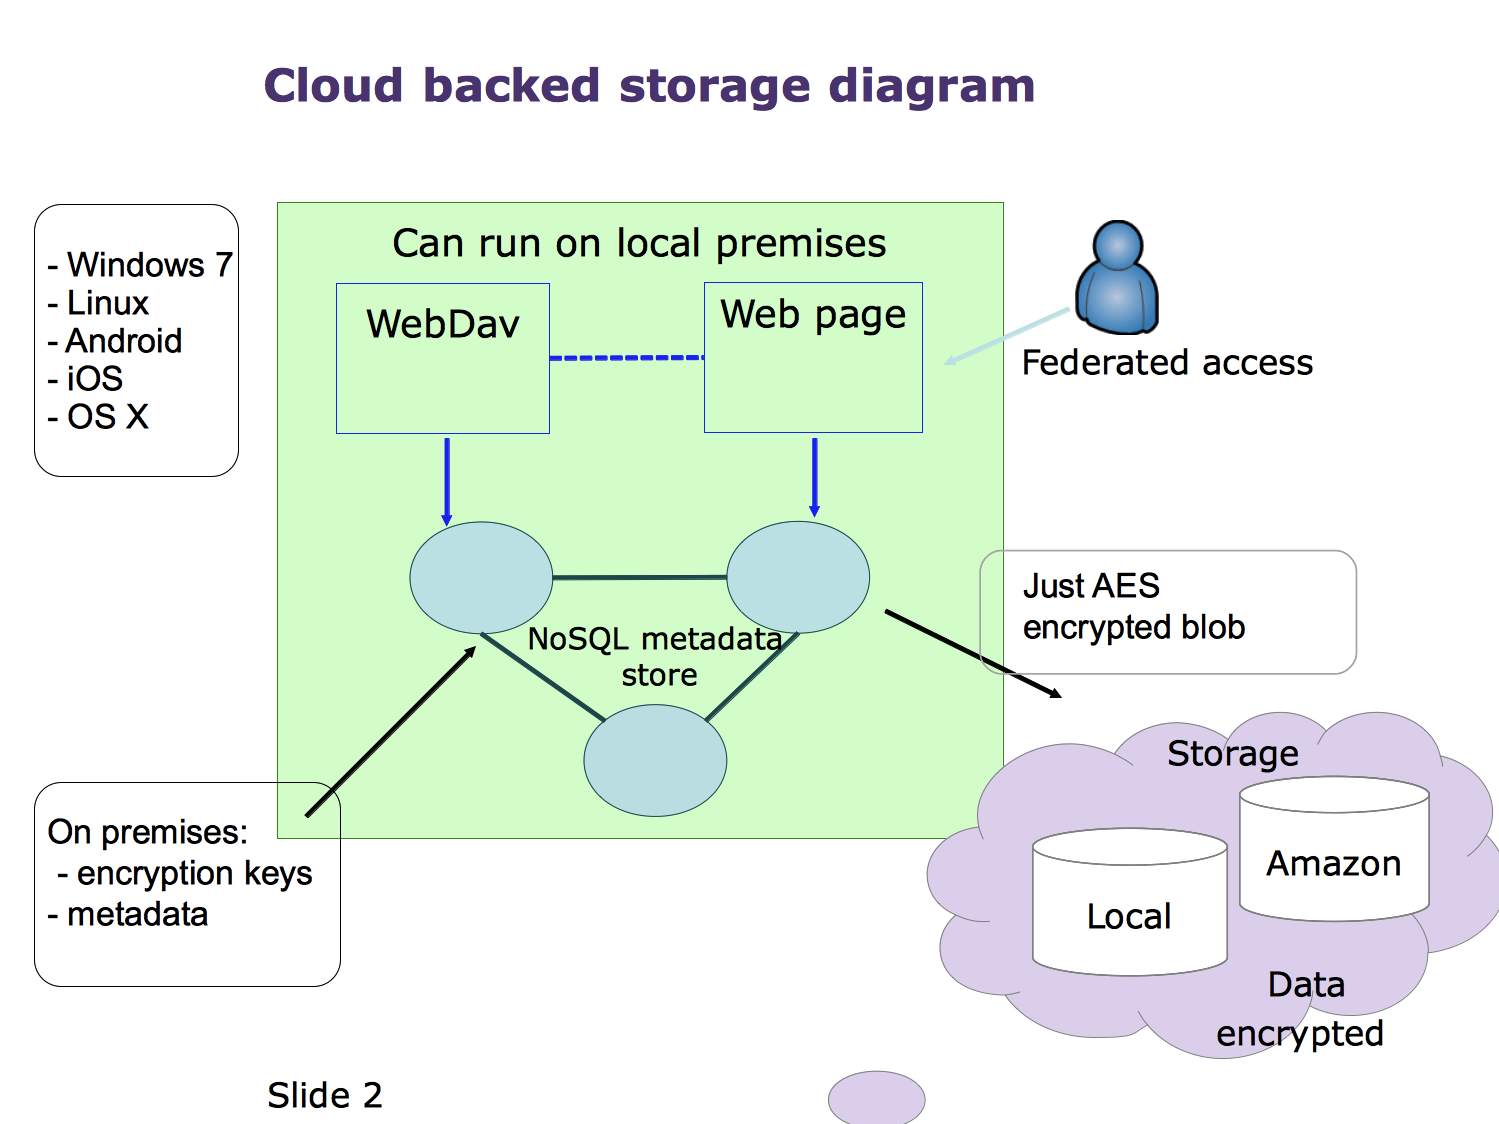 Cloud backed storage diagram
- Windows 7
- Linux
- Android
- iOS
- OS X
Can run on local premises
WebDav
Web page
Federated access
NoSQL metadata
store
Just AES
encrypted blob
On premises:
- encryption keys
- metadata
Storage
Amazon
Local
Data
encrypted
Slide 2